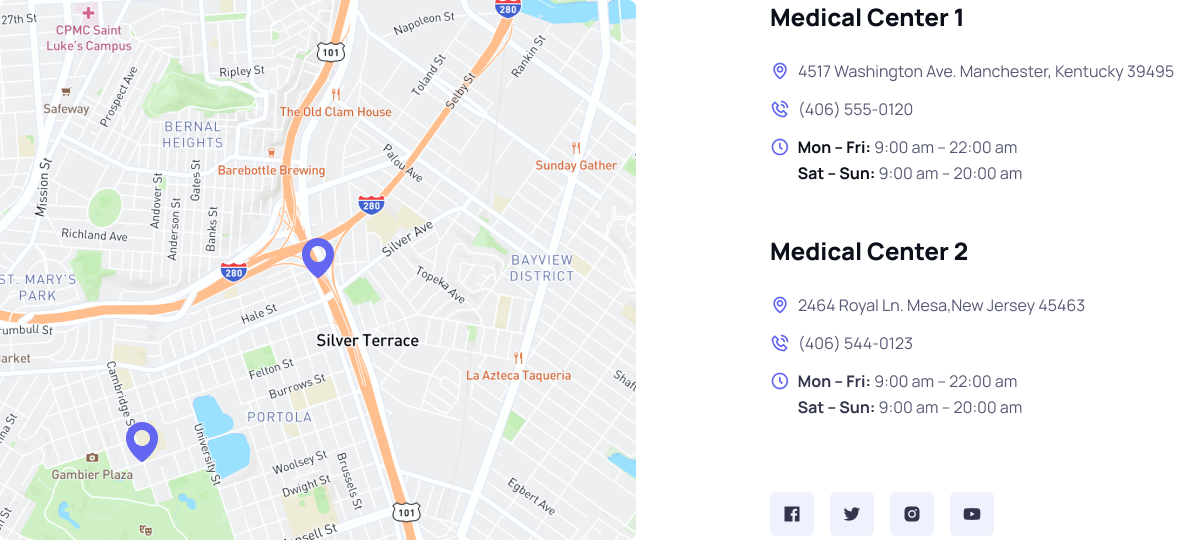 27th St
CPMC Saint
Luke's Campus
Napoleon St
280
101
Ripley St
Toland St
Rankin St
Selby St
Safeway
Prospect Ave
The Old Clam House
BERNAL
HEIGHTS
Barebottle Brewing
Palou Ave
Sunday Gather
Mission St
Andover St
Gates St
Anderson St
Banks St
280
Richland Ave
Silver Ave
280
ST. MARY'S
PARK
BAYVIEW
DISTRICT
Topeka Ave
Hale St
rumbull St
Silver Terrace
arket
Cambridge S
Felton St
La Azteca Taqueria
Burrows St
PORTOLA
University St
Gambier Plaza
Woolsey St
Brussels St
Dwight St
Egbert Ave
101
ansell St
Medical Center 1
4517 Washington Ave. Manchester, Kentucky 39495
(406) 555-0120
Mon – Fri: 9:00 am – 22:00 am
Sat – Sun: 9:00 am – 20:00 am
Medical Center 2
2464 Royal Ln. Mesa,New Jersey 45463
(406) 544-0123
Mon – Fri: 9:00 am – 22:00 am
Sat – Sun: 9:00 am – 20:00 am